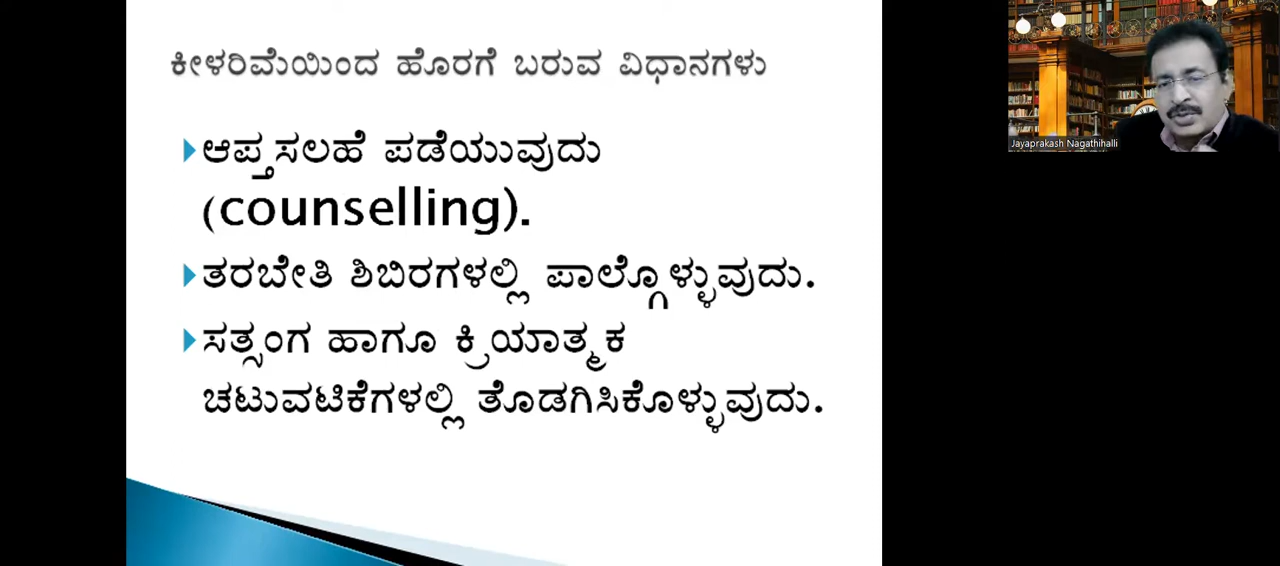 ಕೀಳರಿಮೆಯಿಂದ ಹೊರಗೆ ಬರುವ ವಿಧಾನಗಳು
ಆಪ್ತಸಲಹೆ ಪಡೆಯುವುದು
(counselling).
ತರಬೇತಿ ಶಿಬಿರಗಳಲ್ಲಿ ಪಾಲ್ಗೊಳ್ಳುವುದು.
ಸತ್ಸಂಗ ಹಾಗೂ ಕ್ರಿಯಾತ್ಮಕ
ಚಟುವಟಿಕೆಗಳಲ್ಲಿ ತೊಡಗಿಸಿಕೊಳ್ಳುವುದು.
Jayaprakash Nagathihalli